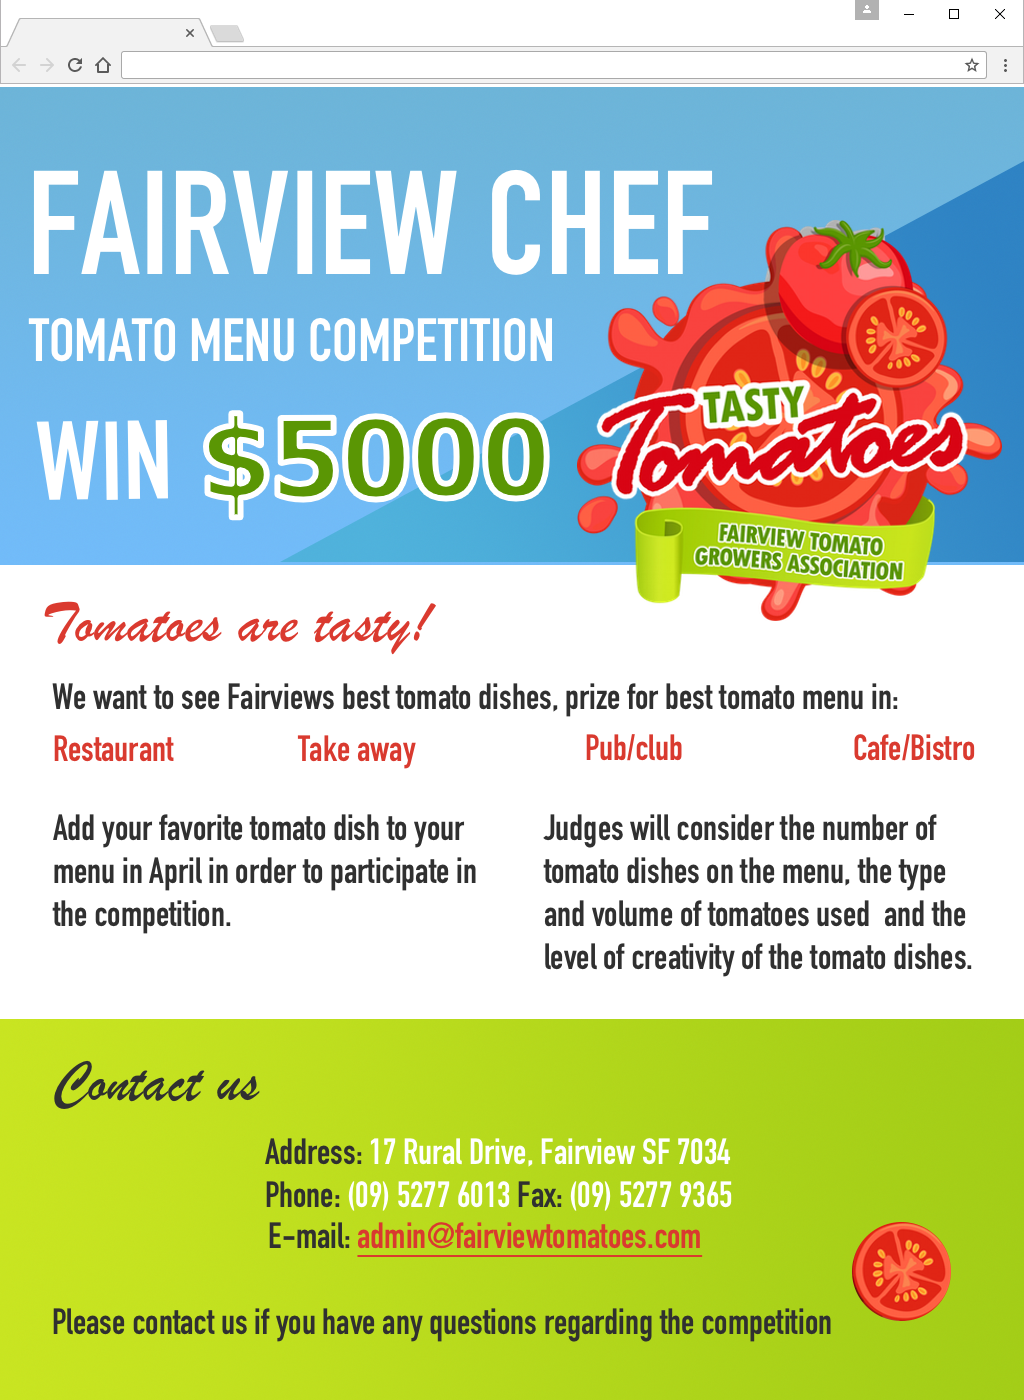 FAIRVIEW CHEF
TOMATO MENU COMPETITION
WIN $5000
TASTY
Tomatoes
FAIRVIEW TOMATO
GROWERS ASSOCIATION
Tomatoes are tasty!
We want to see Fairviews best tomato dishes, prize for best tomato menu in:
Restaurant Take away Pub/club Cafe/Bistro
Add your favorite tomato dish to your
menu in April in order to participate in
the competition.
Judges will consider the number of
tomato dishes on the menu, the type
and volume of tomatoes used  and the
level of creativity of the tomato dishes.
Contact us
Address: 17 Rural Drive, Fairview SF 7034
Phone: (09) 5277 6013 Fax: (09) 5277 9365
E-mail: admin@fairviewtomatoes.com
Please contact us if you have any questions regarding the competition